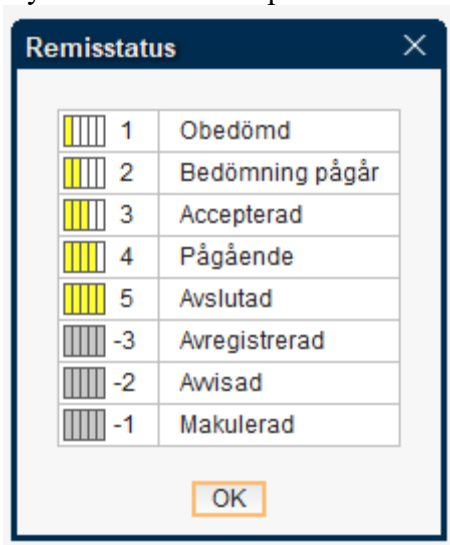 Remisstatus
1 Obedömd
2 Bedömning pågår
3 Accepterad
4 Pågående
5 Avslutad
-3 Avregistrerad
-2 Avvisad
-1 Makulerad
OK